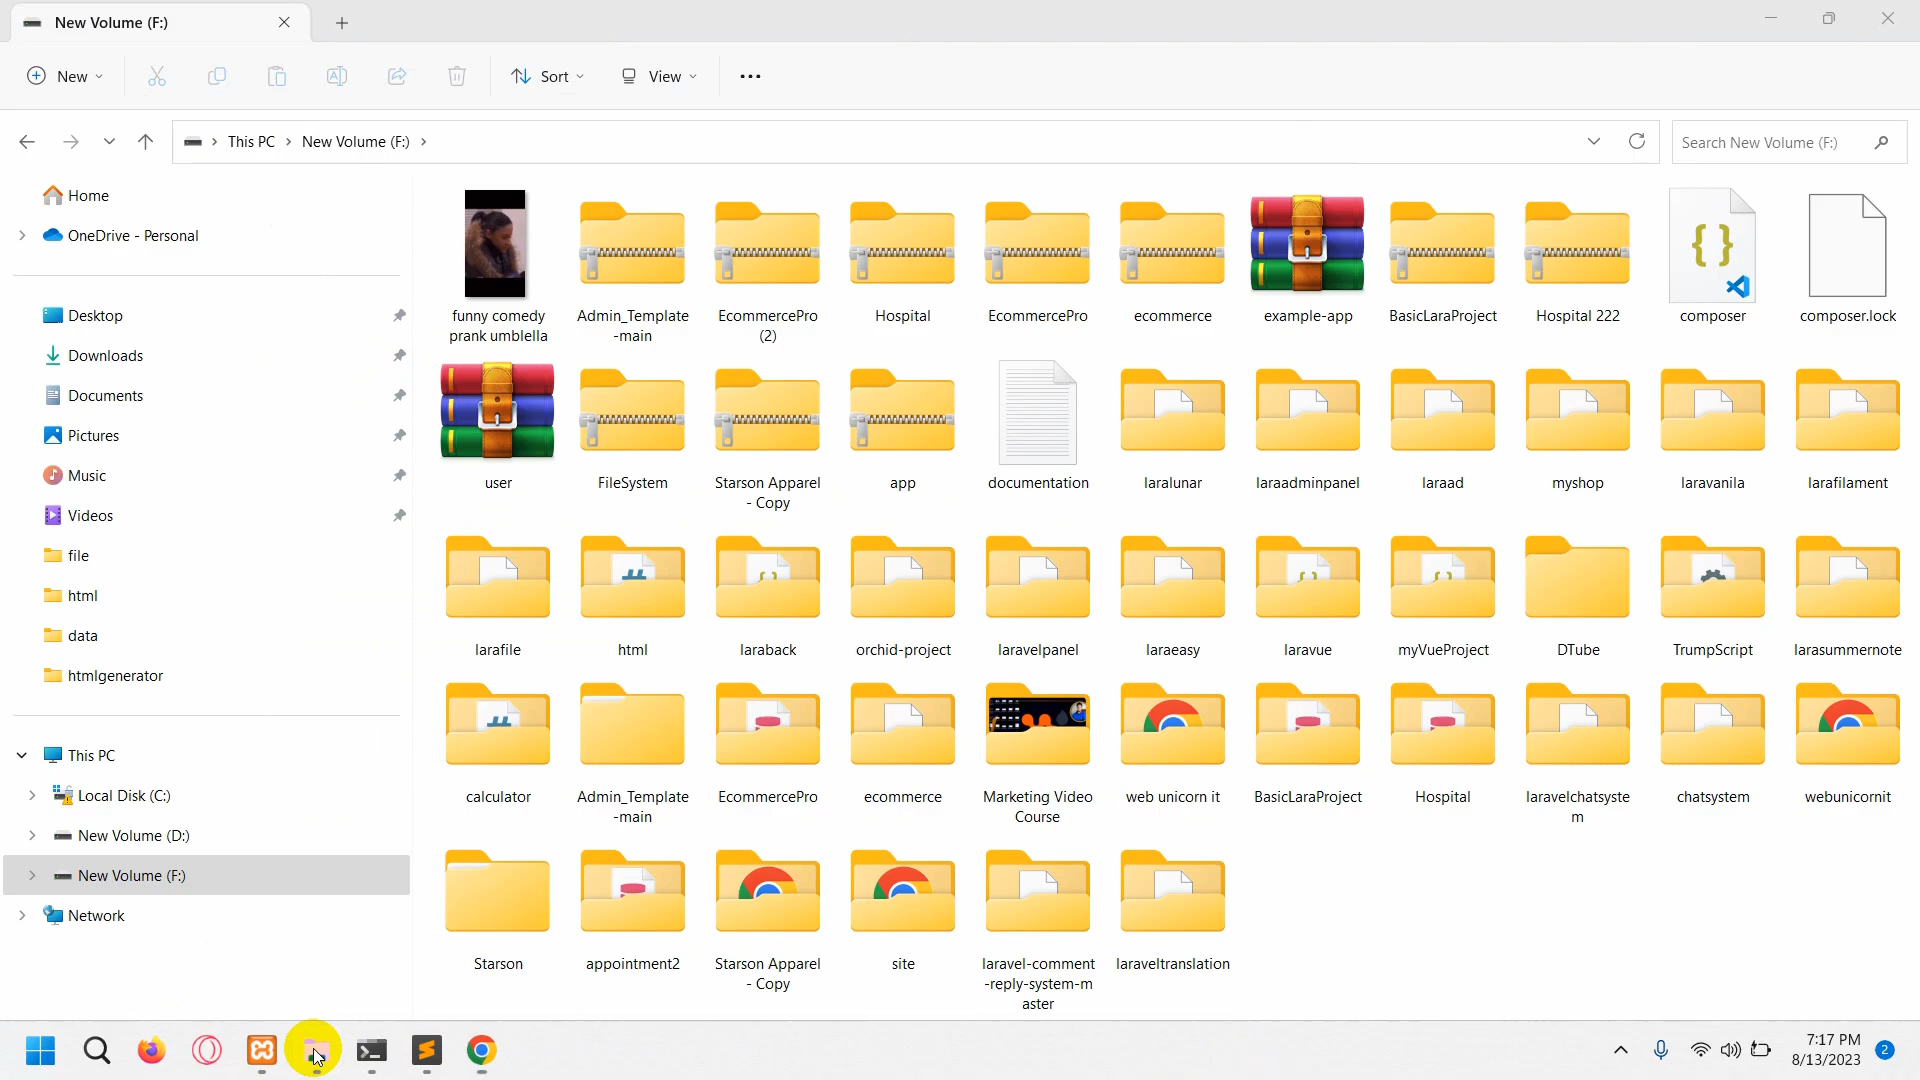 New Volume (F:)
New
Sort
View
This PC
New Volume (F:)
Search New Volume (F:)
Home
OneDrive - Personal
Desktop
Downloads
Documents
Pictures
Music
Videos
file
html
data
htmlgenerator
This PC
Local Disk (C:)
New Volume (D:)
New Volume (F:)
Network
funny comedy
prank umblella
Admin_Template
-main
EcommercePro
(2)
Hospital
EcommercePro
ecommerce
example-app
BasicLaraProject
Hospital 222
composer
composer.lock
user
FileSystem
Starson Apparel
- Copy
app
documentation
laralunar
laraadminpanel
laraad
myshop
laravanila
larafilament
larafile
html
laraback
orchid-project
laravelpanel
laraeasy
laravue
myVueProject
DTube
TrumpScript
larasummernote
calculator
Admin_Template
-main
EcommercePro
ecommerce
Marketing Video
Course
web unicorn it
BasicLaraProject
Hospital
laravelchatsyste
m
chatsystem
webunicornit
Starson
appointment2
Starson Apparel
- Copy
site
laravel-comment
-reply-system-m
aster
laraveltranslation
7:17 PM
8/13/2023
2